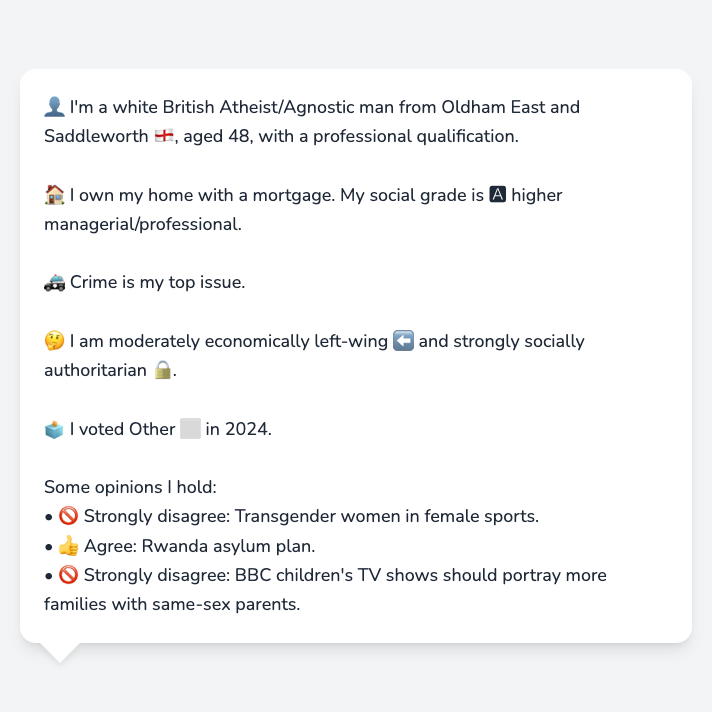 👤 I'm a white British Atheist/Agnostic man from Oldham East and
Saddleworth 🏴󠁧󠁢󠁥󠁮󠁧󠁿, aged 48, with a professional qualification.
🏠 I own my home with a mortgage. My social grade is 🅰 higher
managerial/professional.
🚓 Crime is my top issue.
🤔 I am moderately economically left-wing ⬅️ and strongly socially
authoritarian 🔒.
🗳️ I voted Other ⬜ in 2024.
Some opinions I hold:
• 🚫 Strongly disagree: Transgender women in female sports.
• 👍 Agree: Rwanda asylum plan.
• 🚫 Strongly disagree: BBC children's TV shows should portray more
families with same-sex parents.